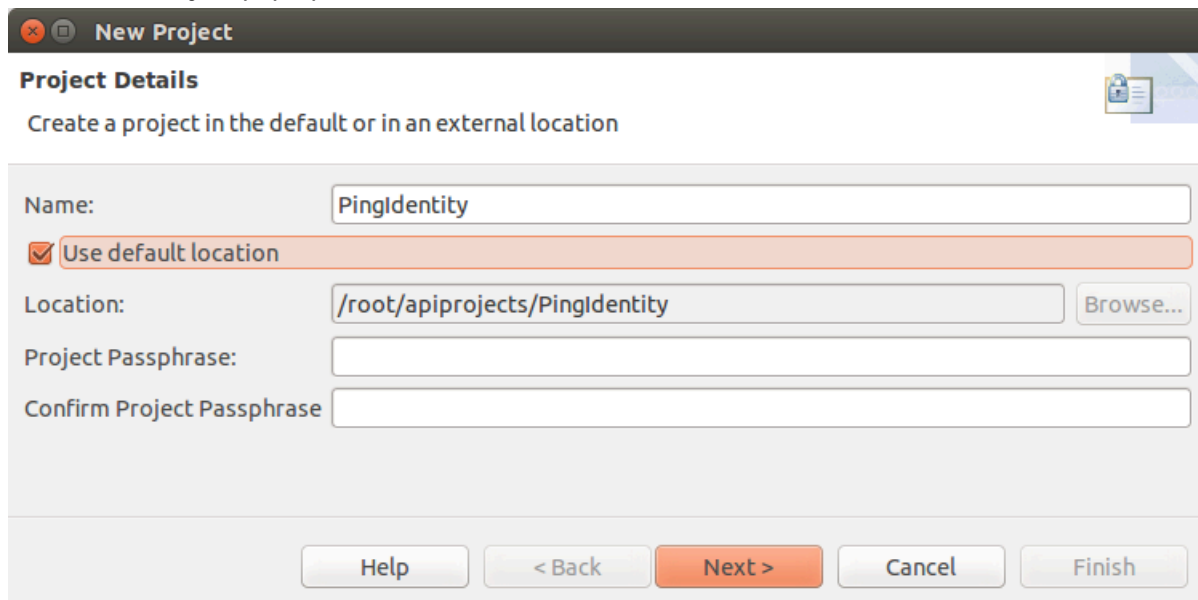 New Project
Project Details
Create a project in the default or in an external location
Name: PingIdentity
Use default location
Location: /root/apiprojects/PingIdentity Browse...
Project Passphrase:
Confirm Project Passphrase
Help < Back Next > Cancel Finish